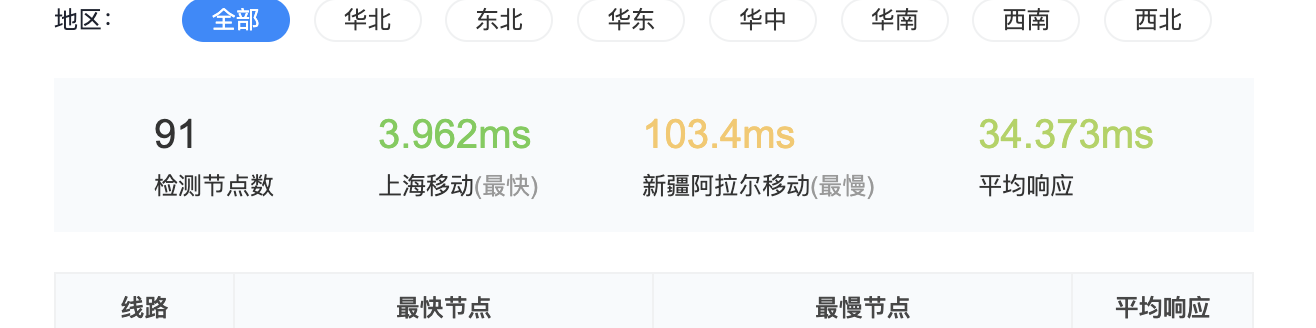 地区： 全部 华北 东北 华东 华中 华南 西南 西北
91 3.962ms 103.4ms 34.373ms
检测节点数 上海移动(最快) 新疆阿拉尔移动(最慢) 平均响应
线路 最快节点 最慢节点 平均响应